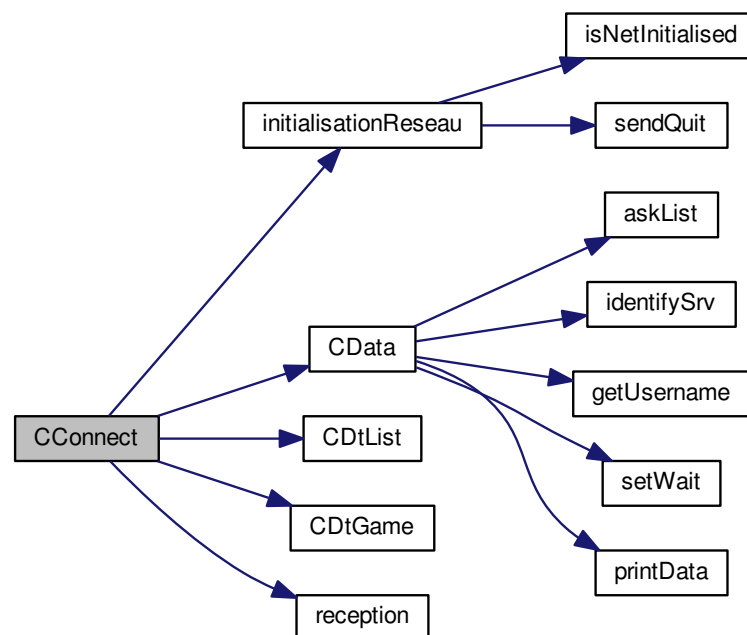 isNetInitialised
initialisationReseau
sendQuit
askList
identifySrv
CData
getUsername
CConnect
CDtList
setWait
CDtGame
printData
reception